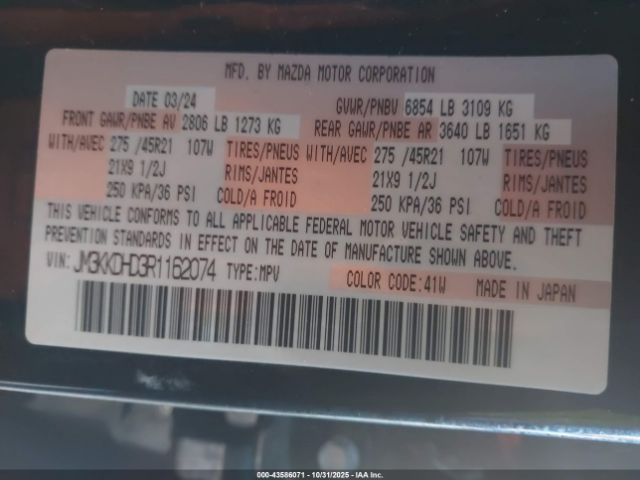 MFD. BY MAZDA MOTOR CORPORATION
DATE 03/24 GVWR/PNBV 6854 LB 3109 KG
FRONT GAWR/PNBE AV 2806 LB 1273 KG REAR GAWR/PNBE AR 3640 LB 1651 KG
WITH/AVEC 275 /45R21 107W TIRES/PNEUS WITH/AVEC 275 /45R21 107W TIRES/PNEUS
21X9 1/2J RIMS/JANTES 21X9 1/2J RIMS/JANTES
250 KPA/36 PSI COLD/A FROID 250 KPA/36 PSI COLD/A FROID
THIS VEHICLE CONFORMS TO ALL APPLICABLE FEDERAL MOTOR VEHICLE SAFETY AND THEFT
PREVENTION STANDARDS IN EFFECT ON THE DATE OF MANUFACTURE SHOWN ABOVE.
VIN: JM3KKDHD3R1162074 TYPE: MPV COLOR CODE: 41W MADE IN JAPAN
000-43586071 - 10/31/2025 - IAA Inc.